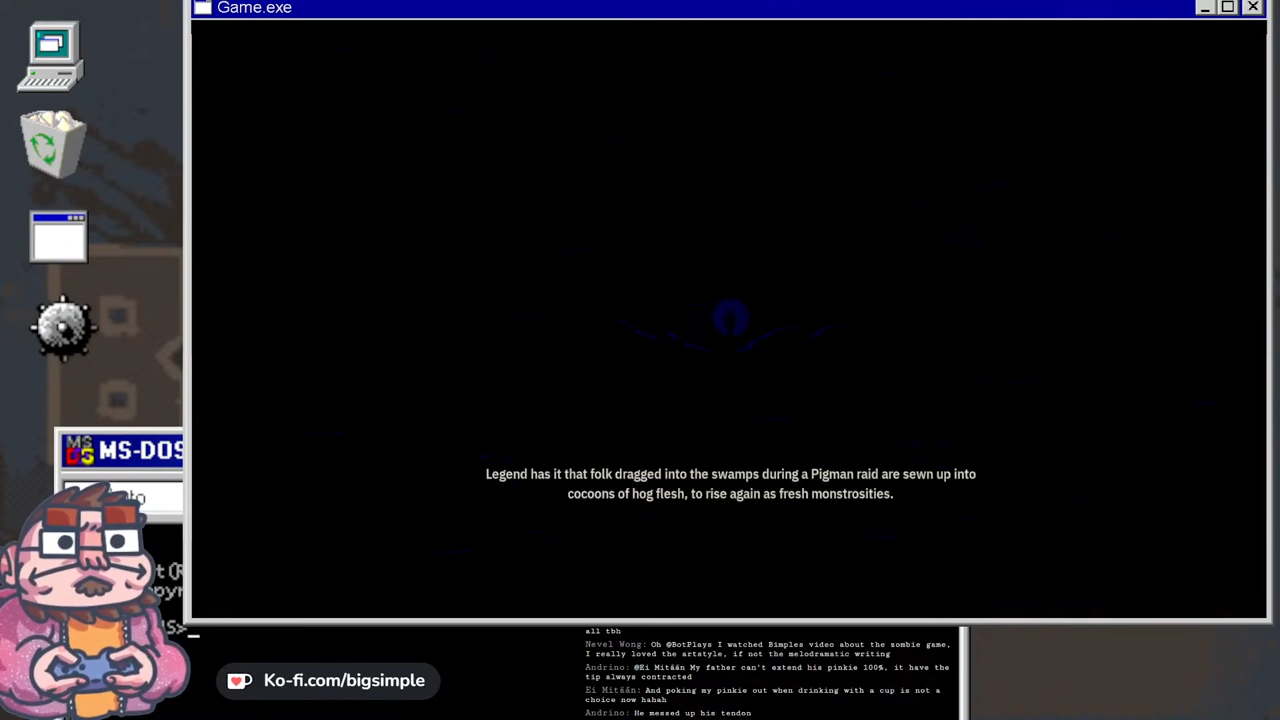 Game.exe
Legend has it that folk dragged into the swamps during a Pigman raid are sewn up into
cocoons of hog flesh, to rise again as fresh monstrosities.
MS-DOS
all tbh
Nevel Wong: Oh @BotPlays I watched Bimples video about the zombie game,
I really loved the artstyle, if not the melodramatic writing
Andrino: @Ei Mitään My father can't extend his pinkie 100%, it have the
tip always contracted
Ei Mitään: And poking my pinkie out when drinking with a cup is not a
choice now hahah
Andrino: He messed up his tendon
Ko-fi.com/bigsimple